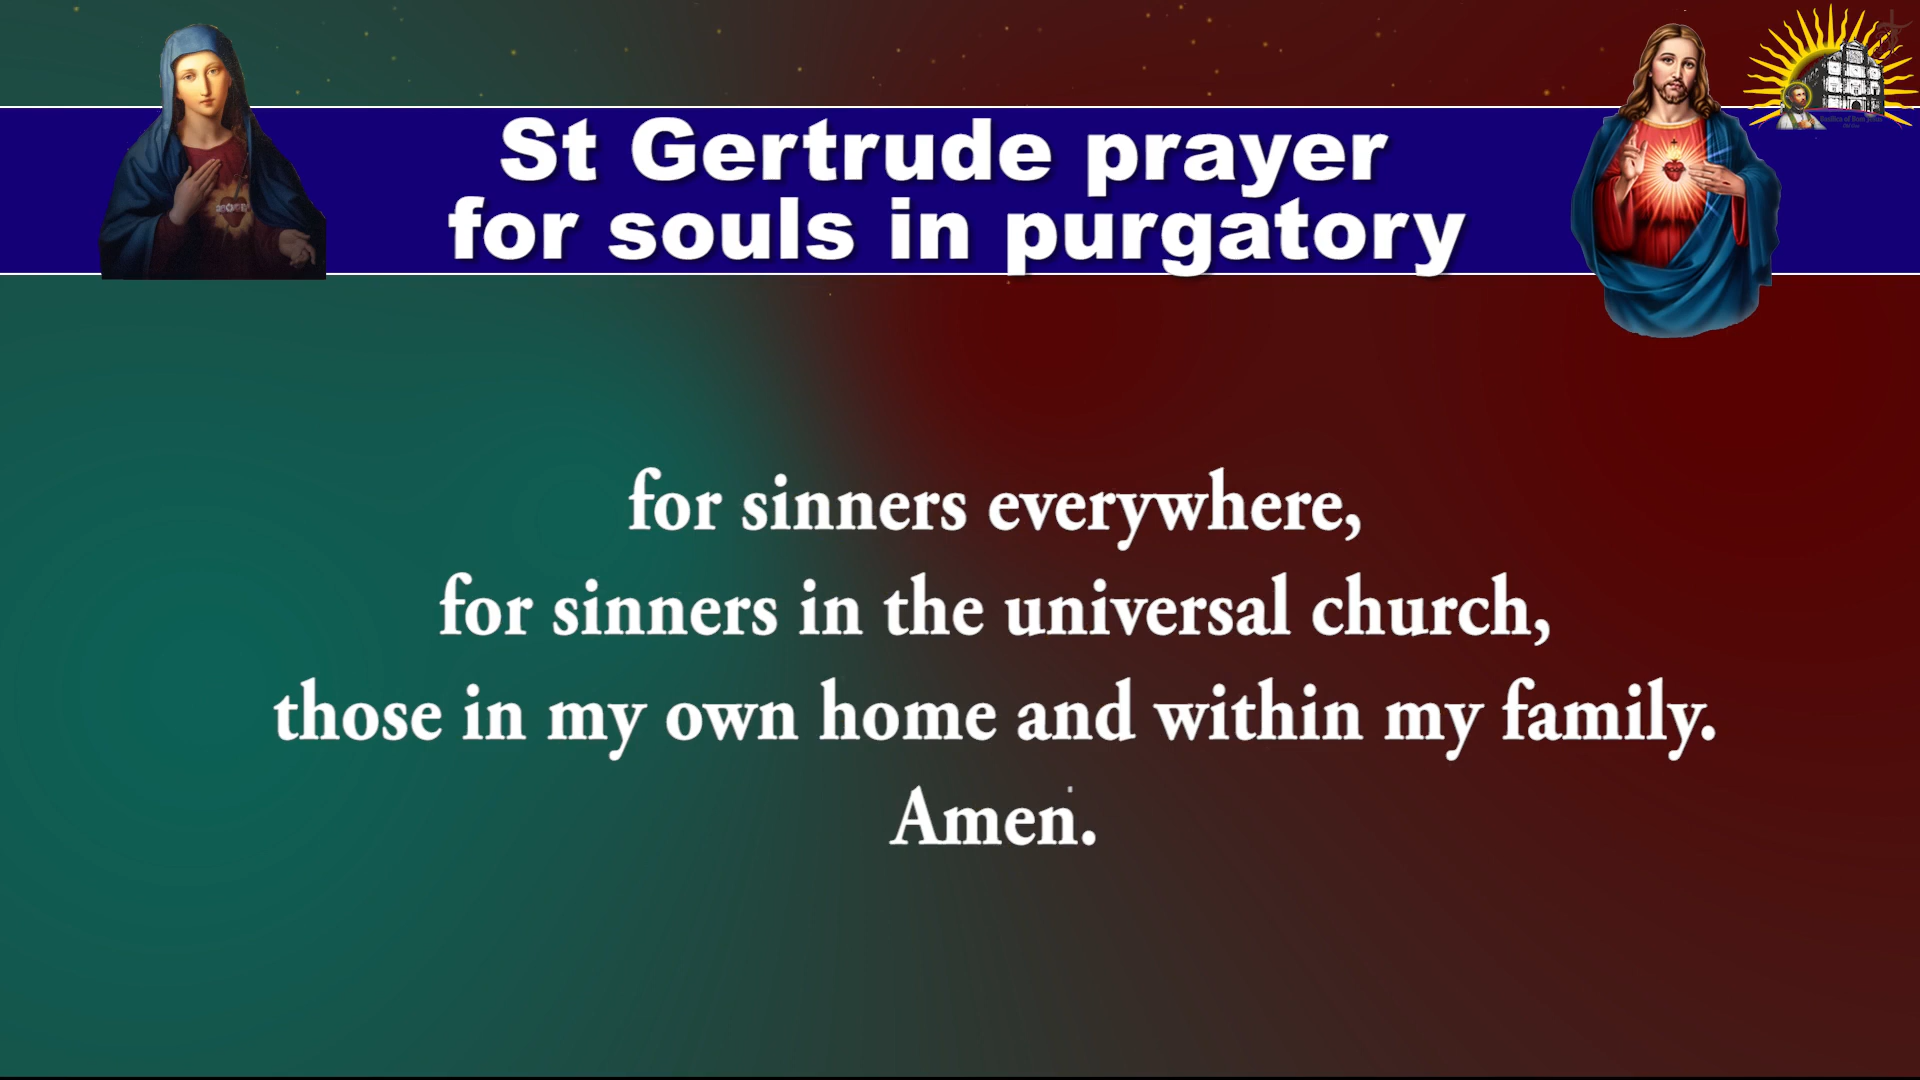 St Gertrude prayer
for souls in purgatory
for sinners everywhere,
for sinners in the universal church,
those in my own home and within my family.
Amen.